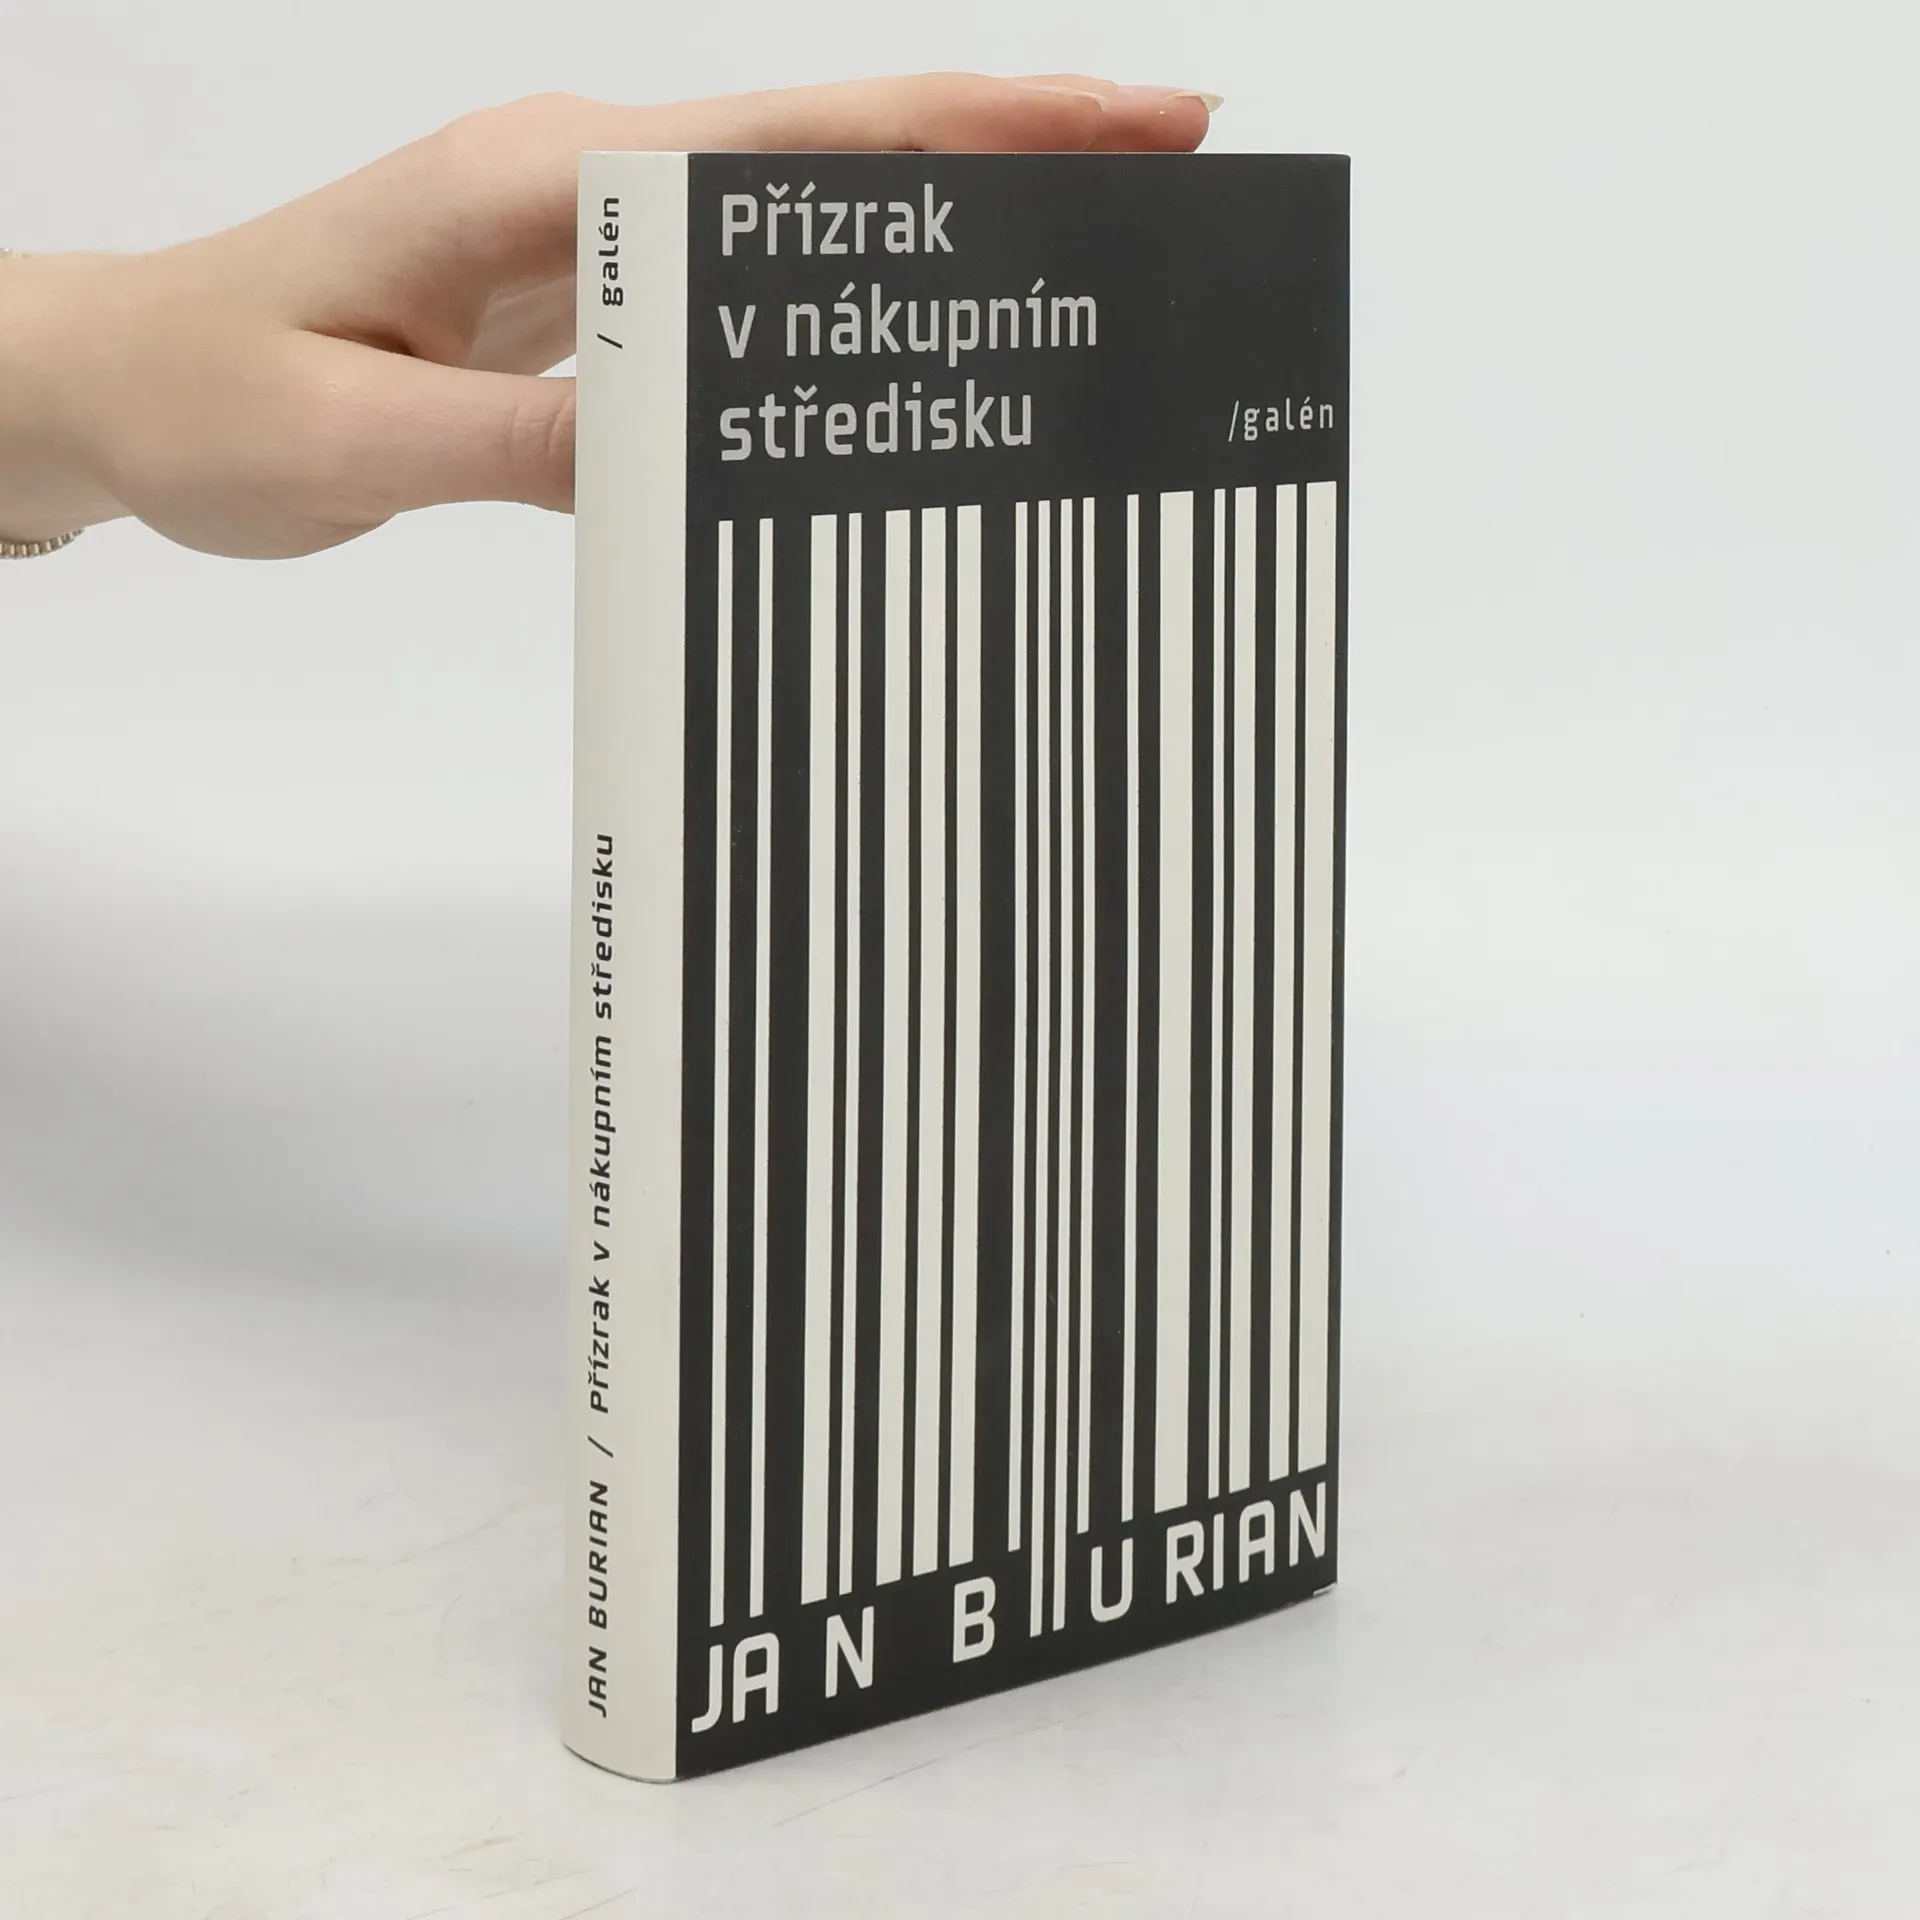 Přízrak
v nákupním
středisku
/galén
JAN BURIAN
JAN BURIAN / Přízrak v nákupním středisku / galén